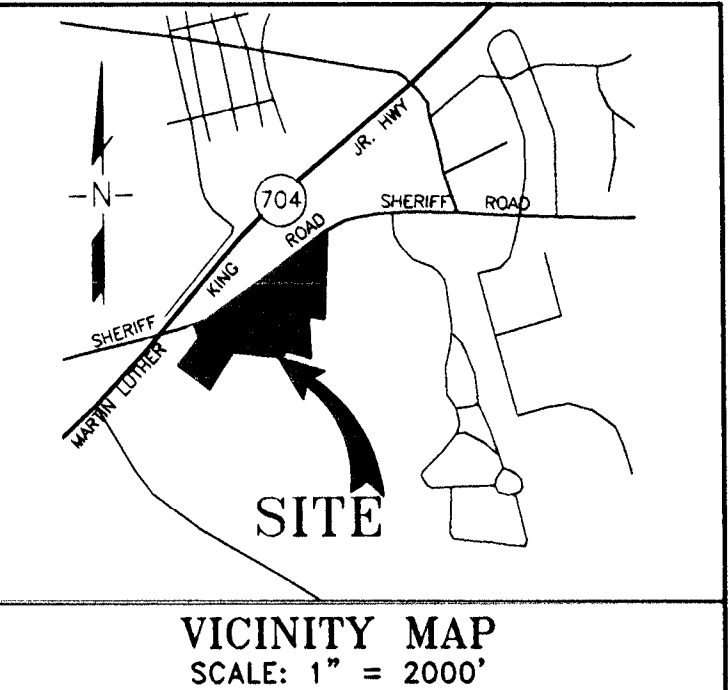 JR. HWY
-N-
704
SHERIFF ROAD
ROAD
KING
SHERIFF
MARTIN LUTHER
SITE
VICINITY MAP
SCALE: 1" = 2000'